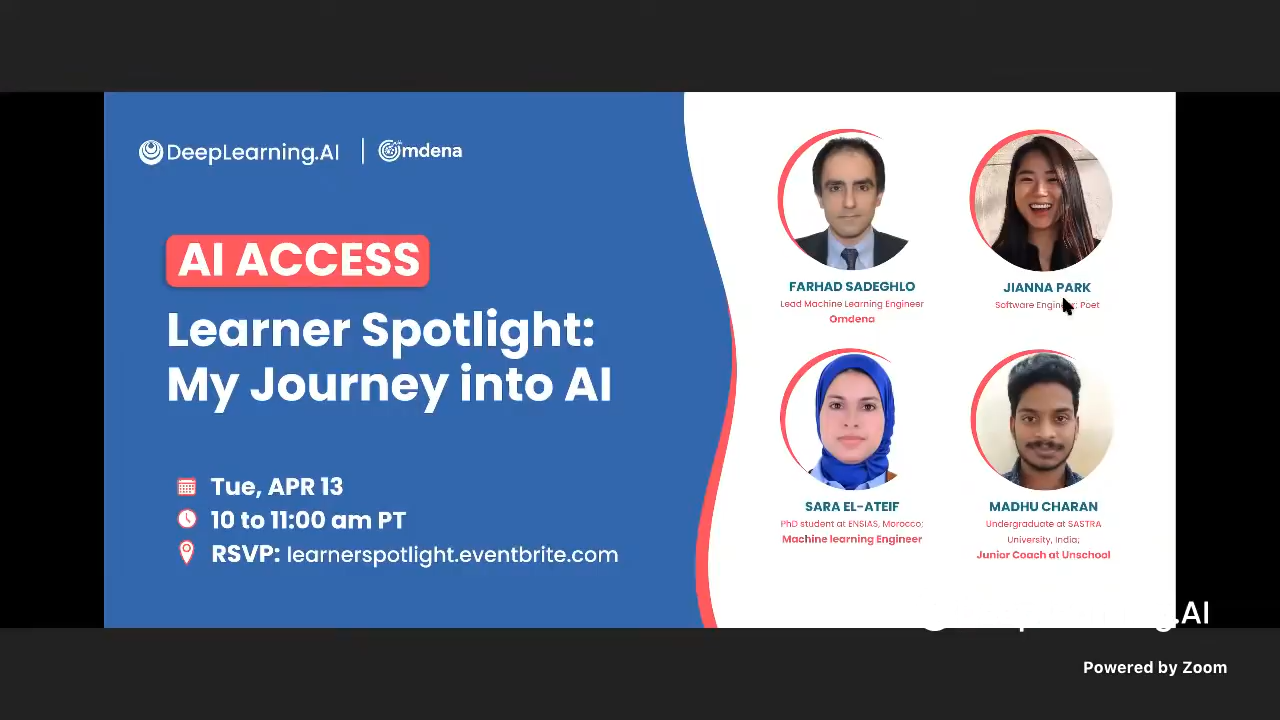 DeepLearning.AI
Omdena
AI ACCESS
Learner Spotlight:
My Journey into AI
Tue, APR 13
10 to 11:00 am PT
RSVP: learnerspotlight.eventbrite.com
FARHAD SADEGHLO
Lead Machine Learning Engineer
Omdena
JIANNA PARK
Software Engineer; Poet
SARA EL-ATEIF
PhD student at ENSIAS, Morocco;
Machine learning Engineer
MADHU CHARAN
Undergraduate at SASTRA
University, India;
Junior Coach at Unschool
.AI
Powered by Zoom